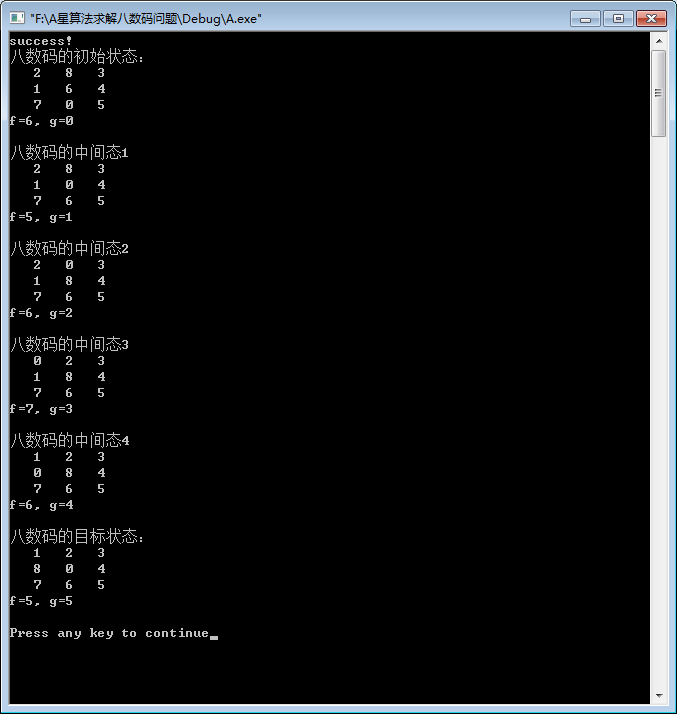 "F:\A星算法求解八数码问题\Debug\A.exe"
success!
八数码的初始状态:
2 8 3
1 6 4
7 0 5
f=6, g=0
八数码的中间态1
2 8 3
1 0 4
7 6 5
f=5, g=1
八数码的中间态2
2 0 3
1 8 4
7 6 5
f=6, g=2
八数码的中间态3
0 2 3
1 8 4
7 6 5
f=7, g=3
八数码的中间态4
1 2 3
0 8 4
7 6 5
f=6, g=4
八数码的目标状态:
1 2 3
8 0 4
7 6 5
f=5, g=5
Press any key to continue